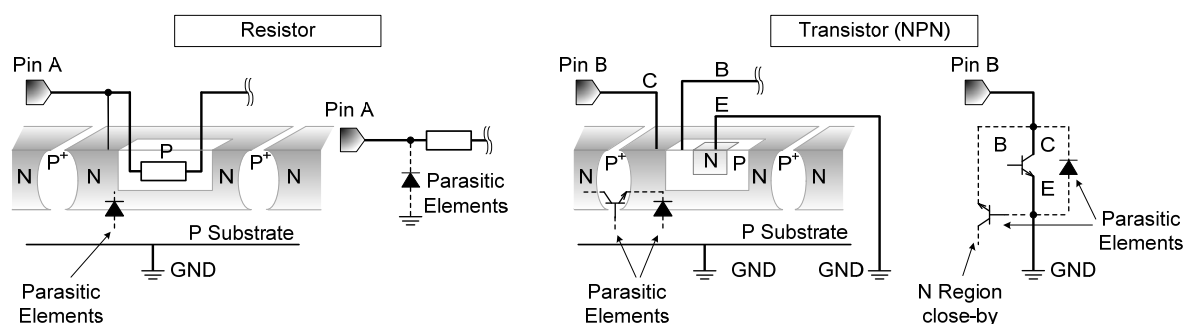 Resistor
Pin A
N
P+
N
P
N
P+
N
P Substrate
GND
Parasitic
Elements
Pin A
Parasitic
Elements
Transistor (NPN)
Pin B
C
B
E
N
P+
N
N
P
N
P+
N
P Substrate
GND
GND
Parasitic
Elements
Pin B
B
C
E
Parasitic
Elements
GND
N Region
close-by